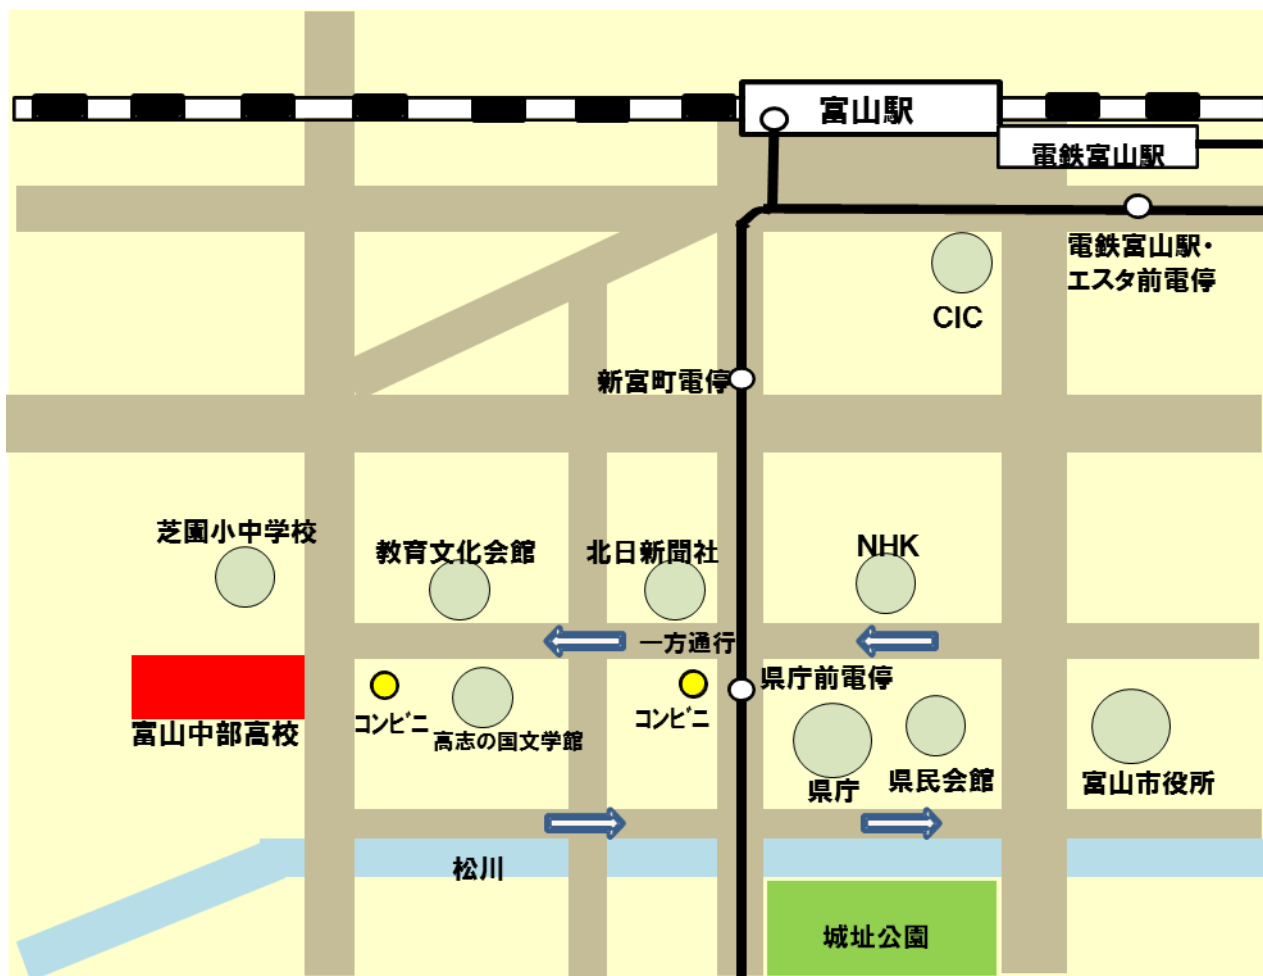 富山駅
電鉄富山駅
電鉄富山駅・
エスタ前電停
CIC
新富町電停
芝園小中学校
教育文化会館
北日新聞社
NHK
一方通行
県庁前電停
コンビニ
コンビニ
富山中部高校
高志の国文学館
県庁
県民会館
富山市役所
松川
城址公園